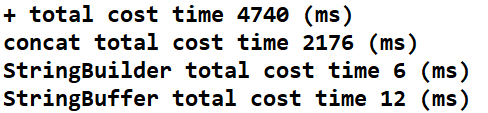 + total cost time 4740 (ms)
concat total cost time 2176 (ms)
StringBuilder total cost time 6 (ms)
StringBuffer total cost time 12 (ms)